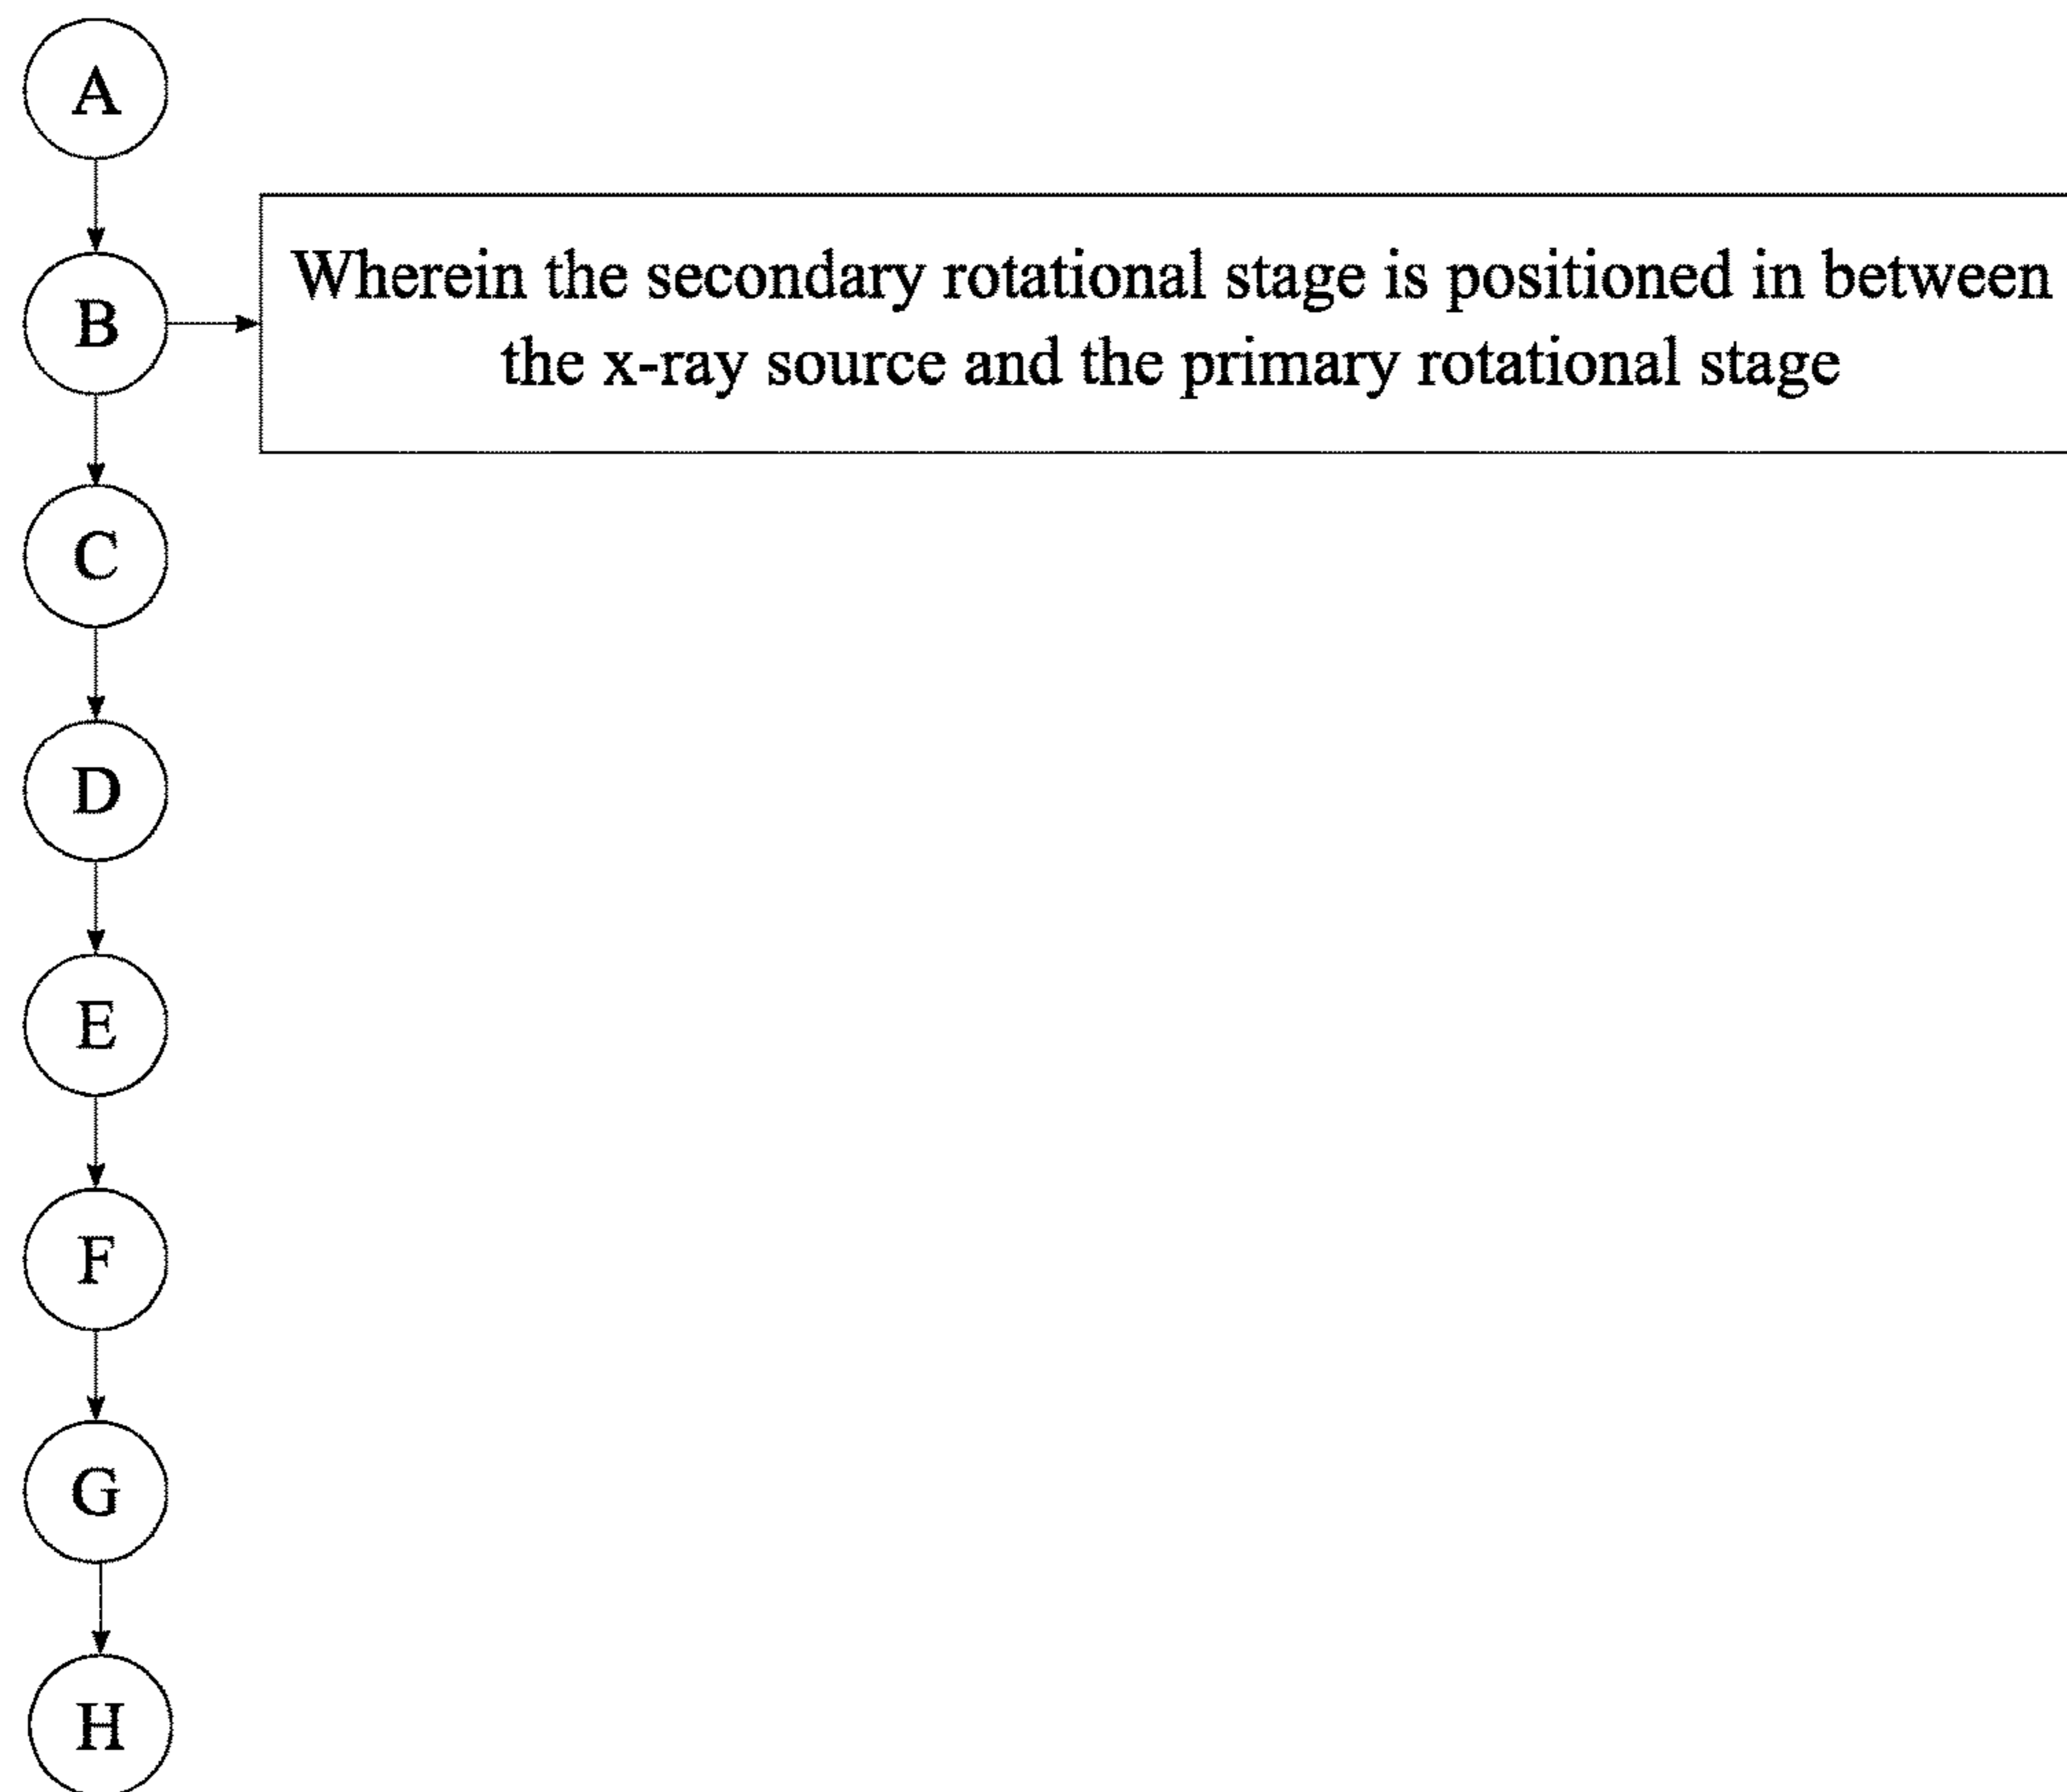 A
B
Wherein the secondary rotational stage is positioned in between
the x-ray source and the primary rotational stage
C
D
E
F
G
H